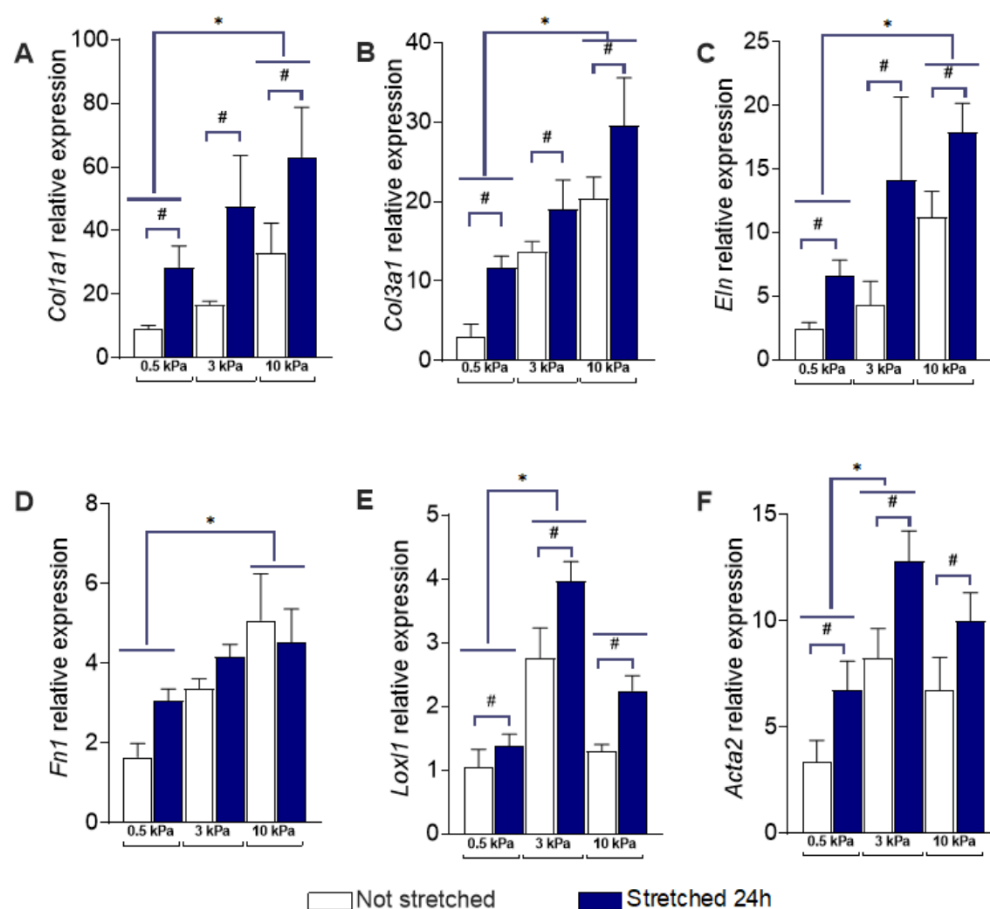 A
Col1a1 relative expression
100
80
60
40
20
0
*
#
#
#
0.5 kPa 3 kPa 10 kPa
B
Col3a1 relative expression
40
30
20
10
0
*
#
#
#
0.5 kPa 3 kPa 10 kPa
C
Eln relative expression
25
20
15
10
5
0
*
#
#
#
0.5 kPa 3 kPa 10 kPa
D
Fn1 relative expression
8
6
4
2
0
*
0.5 kPa 3 kPa 10 kPa
E
Loxl1 relative expression
5
4
3
2
1
0
*
#
#
#
0.5 kPa 3 kPa 10 kPa
F
Acta2 relative expression
15
10
5
0
*
#
#
#
0.5 kPa 3 kPa 10 kPa
Not stretched
Stretched 24h